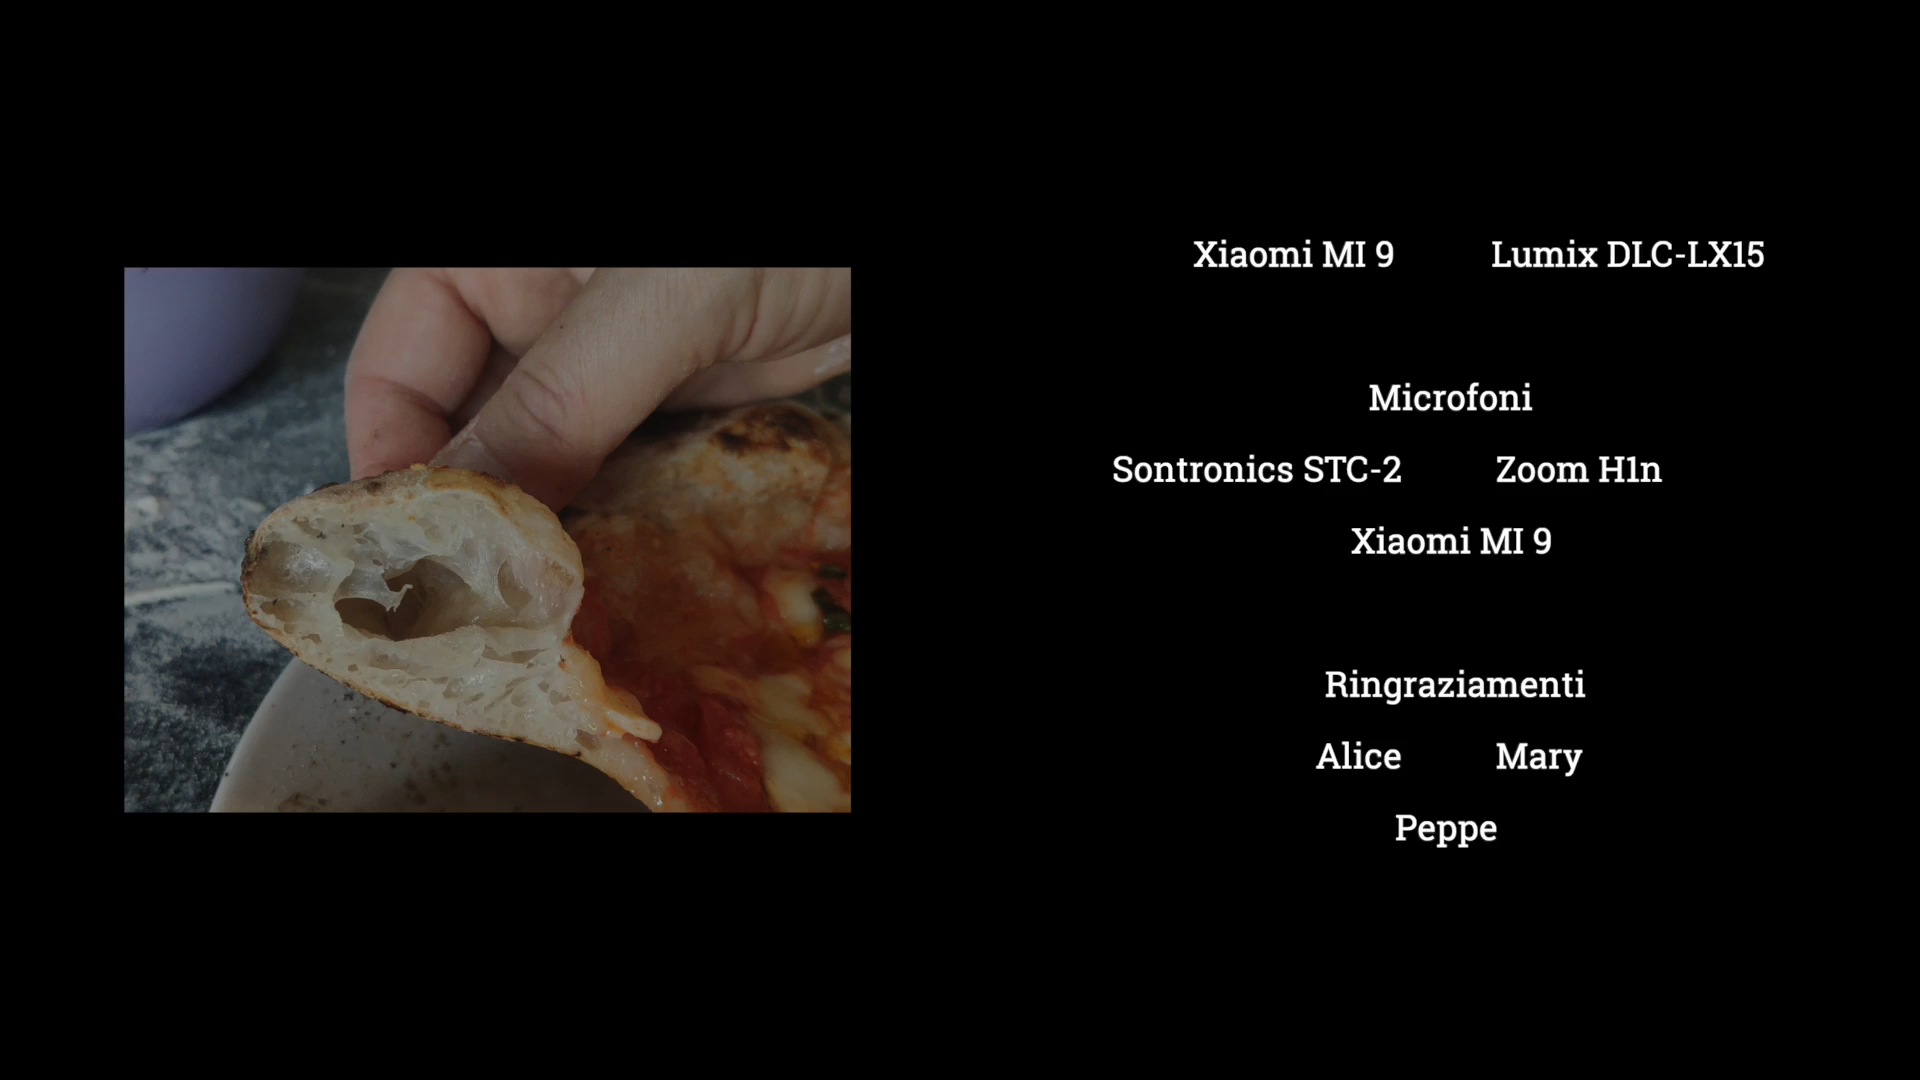 Xiaomi MI 9 Lumix DLC-LX15
Microfoni
Sontronics STC-2 Zoom H1n
Xiaomi MI 9
Ringraziamenti
Alice Mary
Peppe